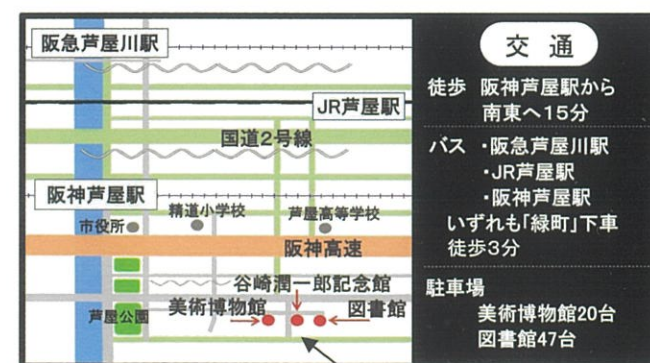 阪急芦屋川駅
JR芦屋駅
国道2号線
阪神芦屋駅
市役所
精道小学校
芦屋高等学校
阪神高速
谷崎潤一郎記念館
美術博物館
図書館
芦屋公園
交通
徒歩 阪神芦屋駅から
南東へ15分
バス ・阪急芦屋川駅
・JR芦屋駅
・阪神芦屋駅
いずれも「緑町」下車
徒歩3分
駐車場
美術博物館20台
図書館47台